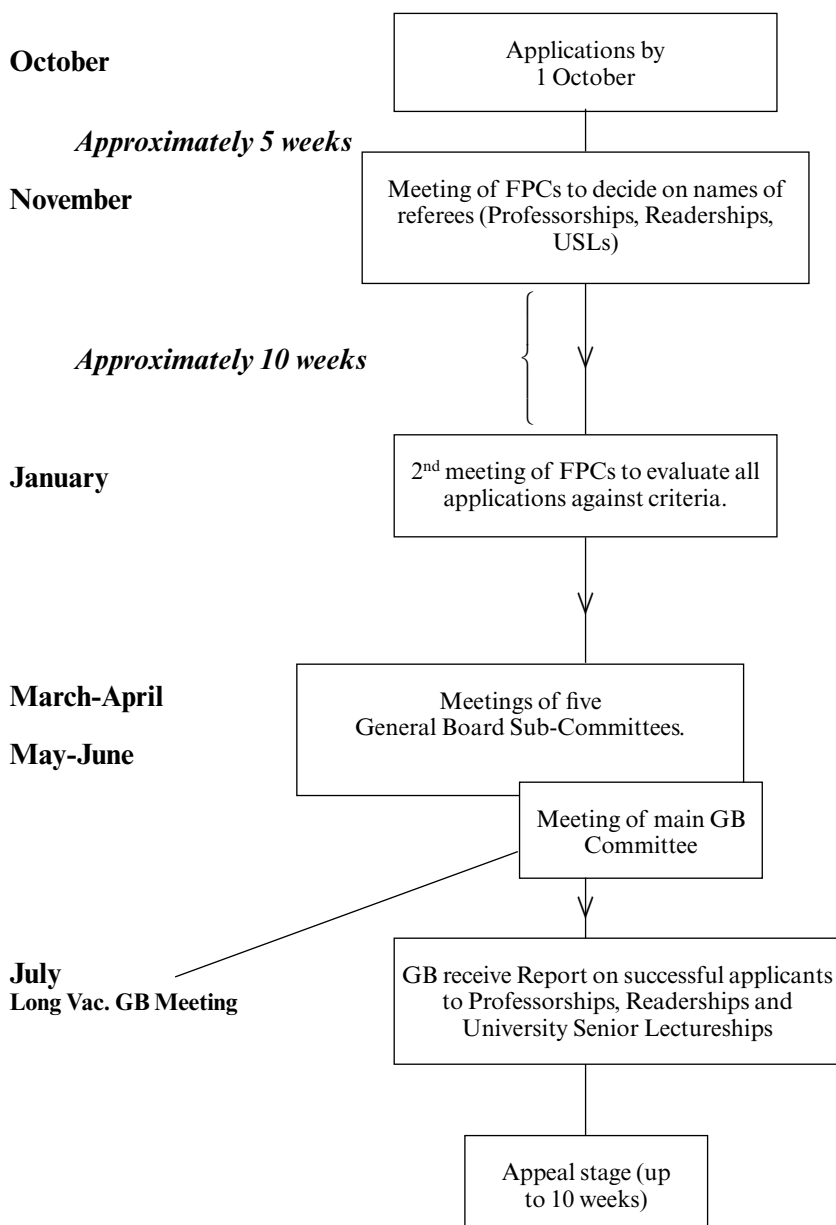 October
Applications by
1 October
Approximately 5 weeks
November
Meeting of FPCs to decide on names of
referees (Professorships, Readerships,
USLs)
Approximately 10 weeks
January
2nd meeting of FPCs to evaluate all
applications against criteria.
March-April
Meetings of five
General Board Sub-Committees.
May-June
Meeting of main GB
Committee
July
Long Vac. GB Meeting
GB receive Report on successful applicants
to Professorships, Readerships and
University Senior Lectureships
Appeal stage (up
to 10 weeks)